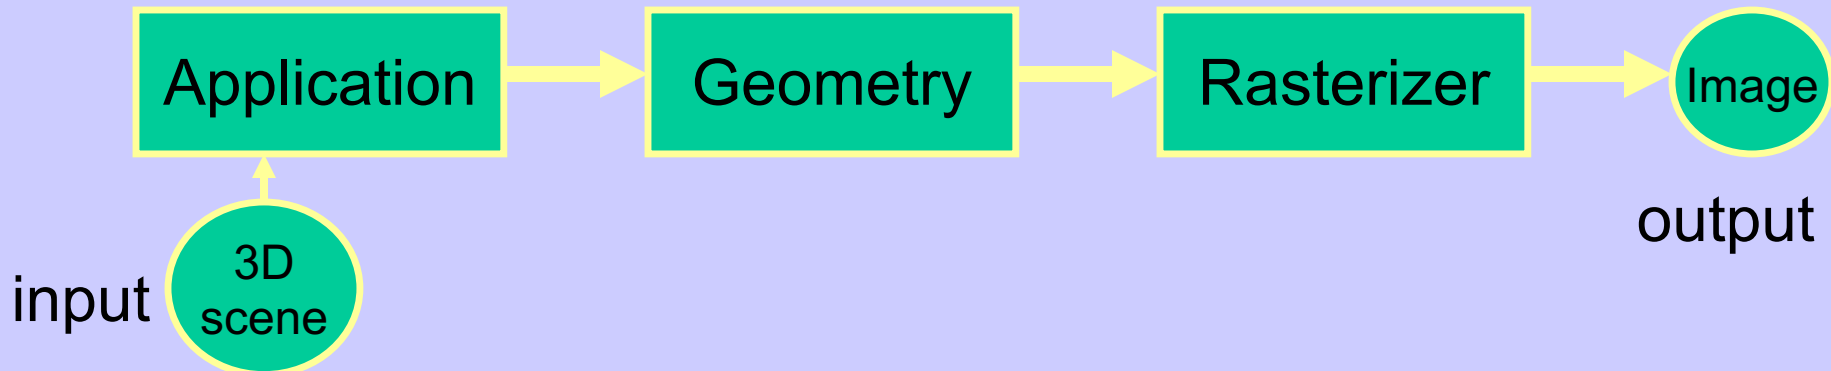 Application
Geometry
Rasterizer
Image
output
input
3D
scene